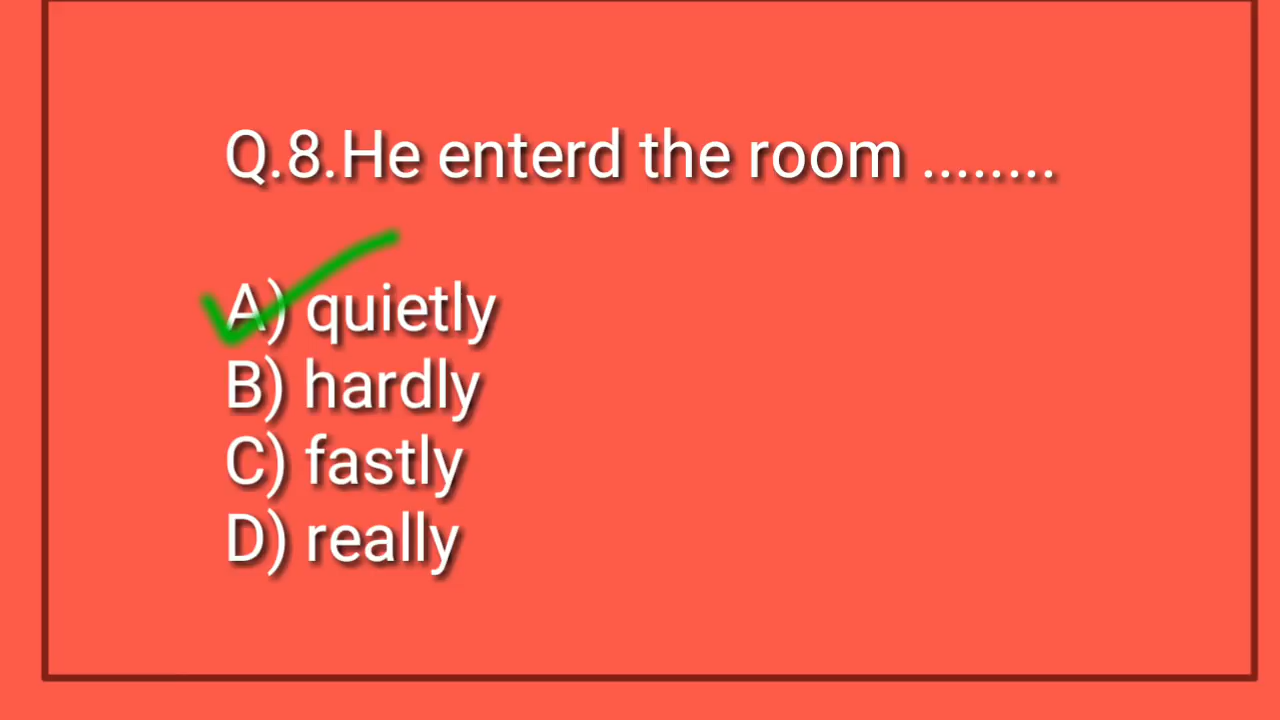 Q.8.He enterd the room ........
A) quietly
B) hardly
C) fastly
D) really